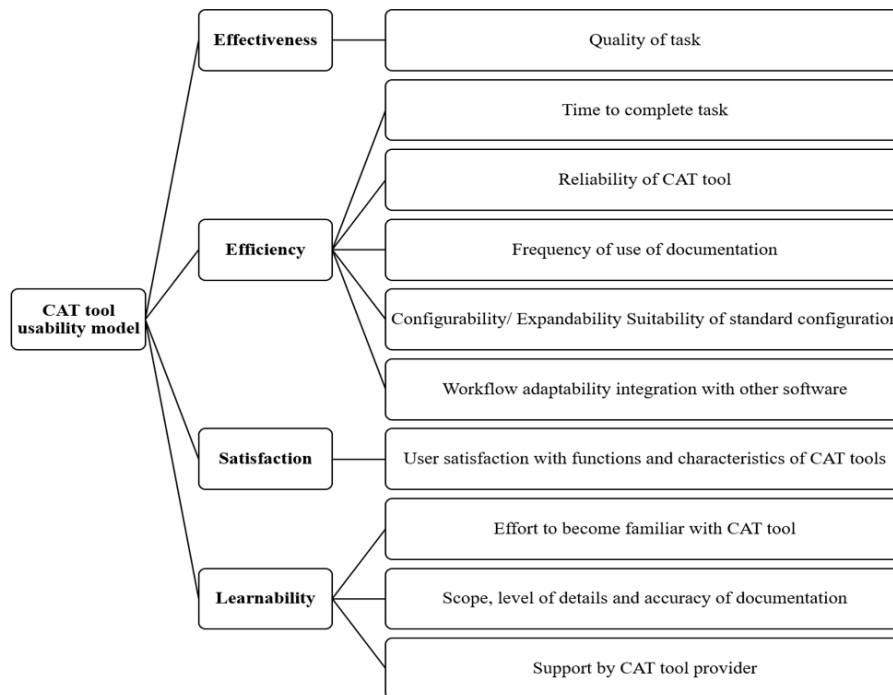 Effectiveness
Quality of task
Time to complete task
Reliability of CAT tool
Efficiency
Frequency of use of documentation
CAT tool
usability model
Configurability/ Expandability Suitability of standard configuration
Workflow adaptability integration with other software
Satisfaction
User satisfaction with functions and characteristics of CAT tools
Effort to become familiar with CAT tool
Learnability
Scope, level of details and accuracy of documentation
Support by CAT tool provider